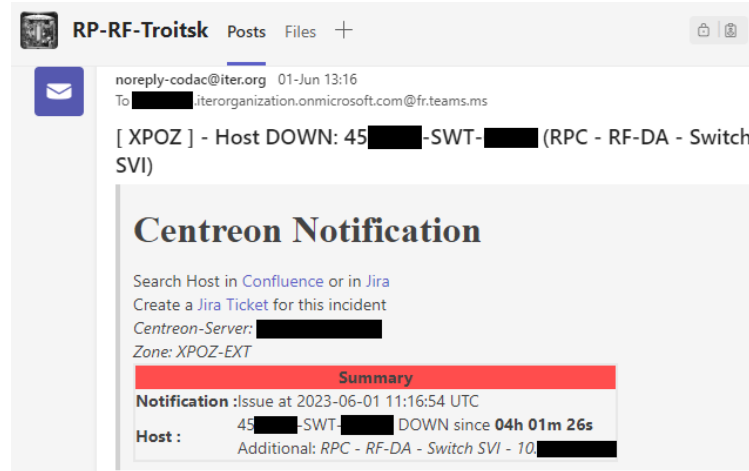 RP-RF-Troitsk Posts Files
noreply-codac@iter.org 01-Jun 13:16
To .iterorganization.onmicrosoft.com@fr.teams.ms
[ XPOZ ] - Host DOWN: 45 -SWT- (RPC - RF-DA - Switch
SVI)
Centreon Notification
Search Host in Confluence or in Jira
Create a Jira Ticket for this incident
Centreon-Server:
Zone: XPOZ-EXT
Summary
Notification :Issue at 2023-06-01 11:16:54 UTC
Host : 45 -SWT- DOWN since 04h 01m 26s
Additional: RPC - RF-DA - Switch SVI - 10.